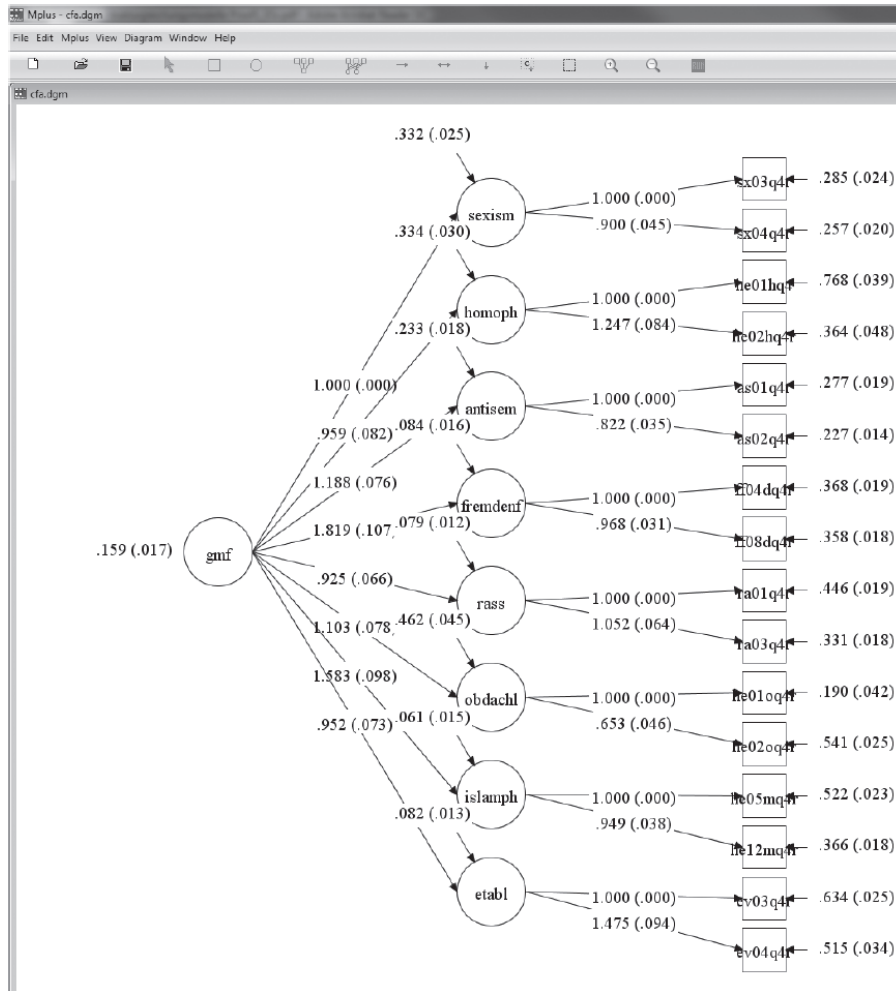 Mplus - cfa.dgm
File Edit Mplus View Diagram Window Help
cfa.dgm
.332 (.025)
sexism
1.000 (.000)
sx03q4r
.285 (.024)
.900 (.045)
sx04q4r
.257 (.020)
.334 (.030)
homoph
1.000 (.000)
he01hq4r
.768 (.039)
1.247 (.084)
he02hq4r
.364 (.048)
.233 (.018)
antisem
1.000 (.000)
as01q4r
.277 (.019)
.822 (.035)
as02q4r
.227 (.014)
.084 (.016)
fremdenf
1.000 (.000)
ff04dq4r
.368 (.019)
.968 (.031)
ff08dq4r
.358 (.018)
.079 (.012)
rass
1.000 (.000)
ra01q4r
.446 (.019)
1.052 (.064)
ra03q4r
.331 (.018)
.462 (.045)
obdachl
1.000 (.000)
he01oq4r
.190 (.042)
.653 (.046)
he02oq4r
.541 (.025)
.061 (.015)
islamph
1.000 (.000)
he05mq4r
.522 (.023)
.949 (.038)
he12mq4r
.366 (.018)
.082 (.013)
etabl
1.000 (.000)
ev03q4r
.634 (.025)
1.475 (.094)
ev04q4r
.515 (.034)
.159 (.017)
gmf
1.000 (.000)
.959 (.082)
1.188 (.076)
1.819 (.107)
.925 (.066)
1.103 (.078)
1.583 (.098)
.952 (.073)